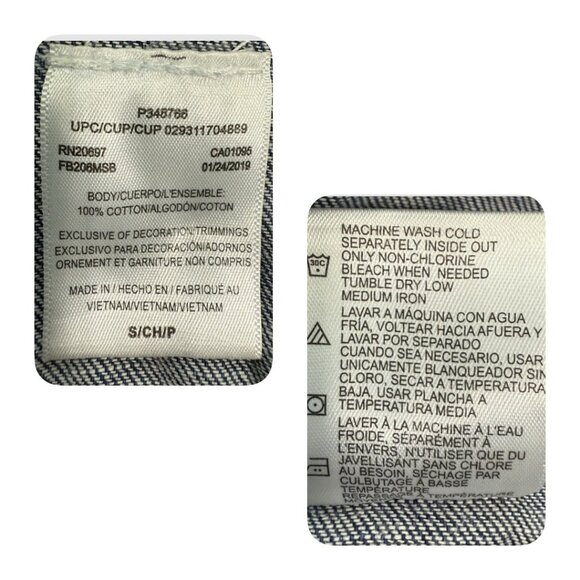 P345766
UPC/CUP/CUP 029311704889
RN20697 CA01095
FB206MSB 01/24/2019
BODY/CUERPO/L'ENSEMBLE:
100% COTTON/ALGODÓN/COTON
EXCLUSIVE OF DECORATION/TRIMMINGS
EXCLUSIVO PARA DECORACIÓN/ADORNOS
ORNEMENT ET GARNITURE NON COMPRIS
MADE IN / HECHO EN / FABRIQUÉ AU
VIETNAM/VIETNAM/VIETNAM
S/CH/P
MACHINE WASH COLD
SEPARATELY INSIDE OUT
ONLY NON-CHLORINE
BLEACH WHEN NEEDED
TUMBLE DRY LOW
MEDIUM IRON
30C
LAVAR A MÁQUINA CON AGUA
FRÍA, VOLTEAR HACIA AFUERA Y
LAVAR POR SEPARADO
CUANDO SEA NECESARIO, USAR
UNICAMENTE BLANQUEADOR SIN
CLORO, SECAR A TEMPERATURA
BAJA, USAR PLANCHA A
TEMPERATURA MEDIA
LAVER À LA MACHINE À L'EAU
FROIDE, SÉPARÉMENT À
L'ENVERS, N'UTILISER QUE DU
JAVELLISANT SANS CHLORE
AU BESOIN, SÉCHAGE PAR
CULBUTAGE À BASSE
TEMPÉRATURE
REPASSAGE À TEMPÉRATURE